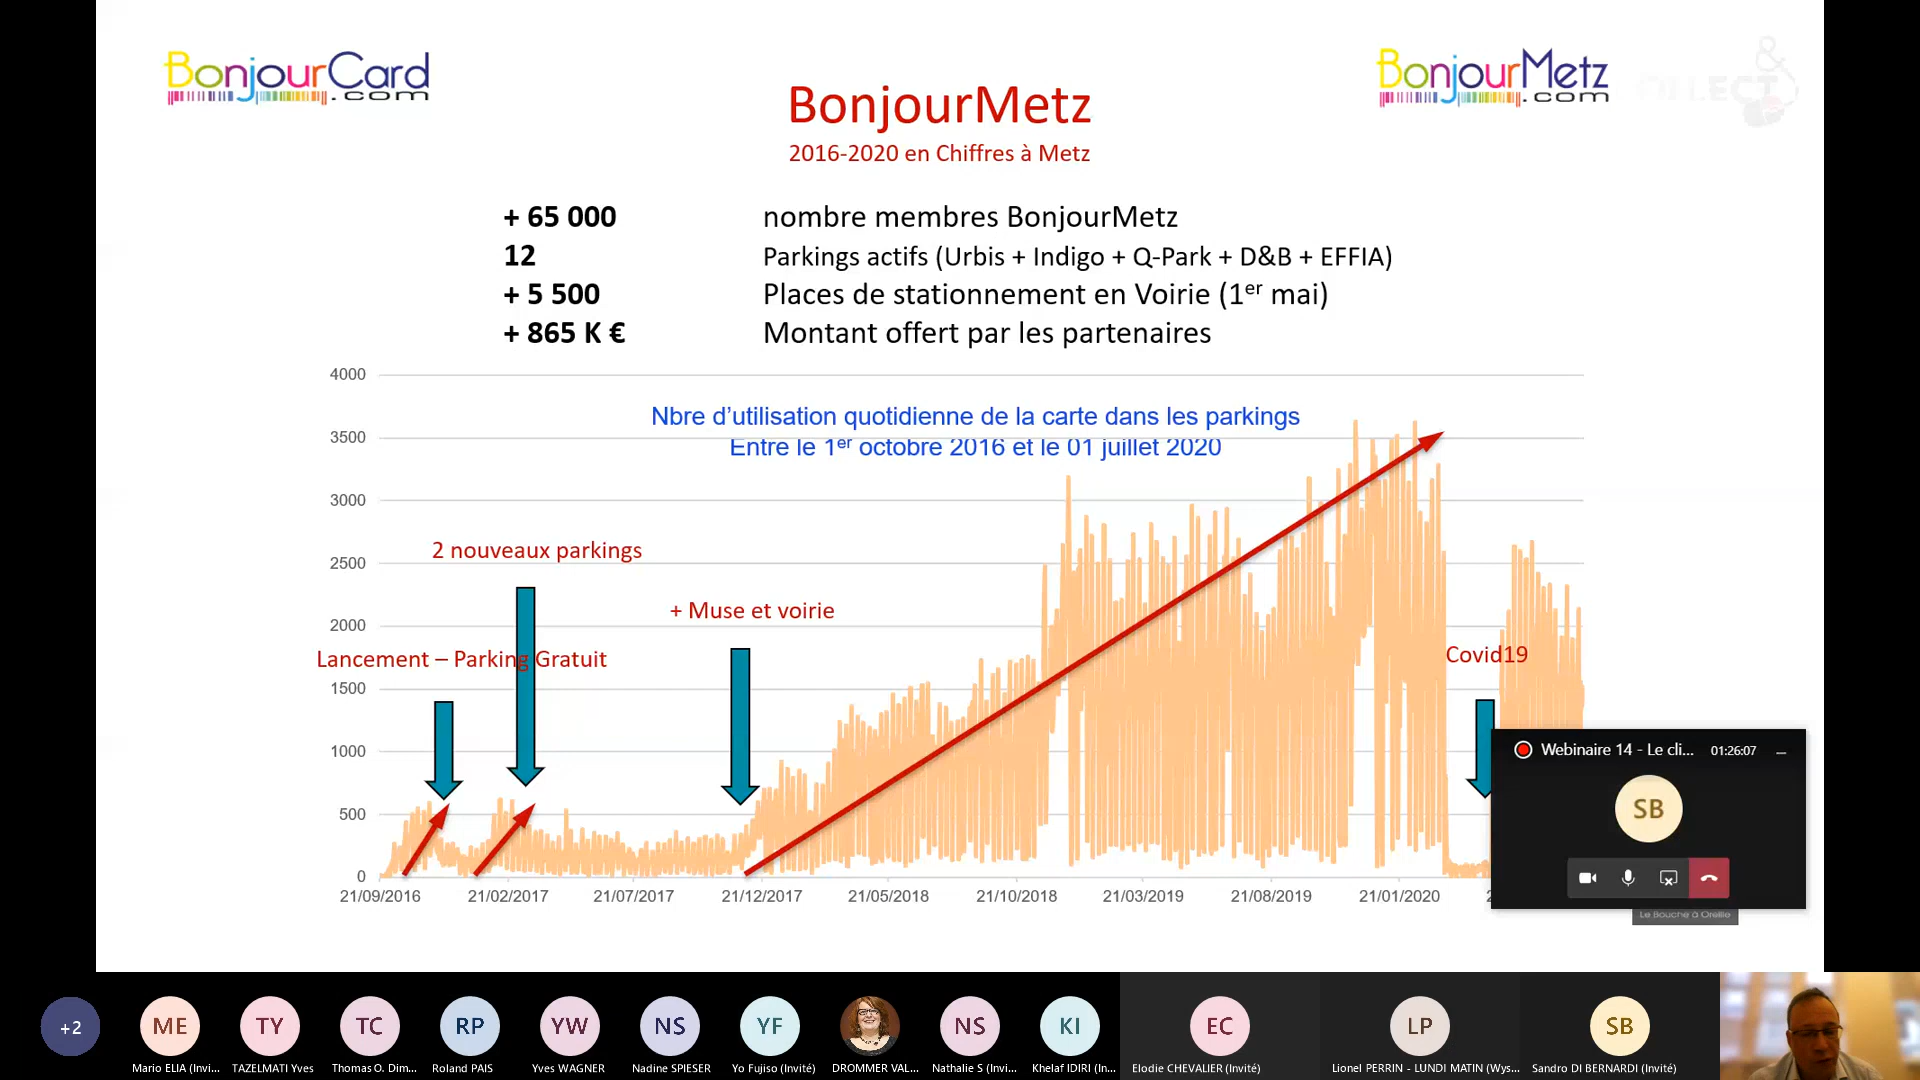 BonjourCard
.com
BonjourMetz
.com
&
BonjourMetz
2016-2020 en Chiffres à Metz
+ 65 000 nombre membres BonjourMetz
12 Parkings actifs (Urbis + Indigo + Q-Park + D&B + EFFIA)
+ 5 500 Places de stationnement en Voirie (1er mai)
+ 865 K € Montant offert par les partenaires
Nbre d'utilisation quotidienne de la carte dans les parkings
Entre le 1er octobre 2016 et le 01 juillet 2020
4000
3500
3000
2500
2000
1500
1000
500
0
2 nouveaux parkings
+ Muse et voirie
Lancement – Parking Gratuit
Covid19
21/09/2016 21/02/2017 21/07/2017 21/12/2017 21/05/2018 21/10/2018 21/03/2019 21/08/2019 21/01/2020
Webinaire 14 - Le cli... 01:26:07
SB
Le Bouche à Oreille
+2 ME TY TC RP YW NS YF NS KI EC LP SB
Mario ELIA (Invi... TAZELMATI Yves Thomas O. Dim... Roland PAIS Yves WAGNER Nadine SPIESER Yo Fujiso (Invité) DROMMER VAL... Nathalie S (Invi... Khelaf IDIRI (In... Elodie CHEVALIER (Invité) Lionel PERRIN - LUNDI MATIN (Wys... Sandro DI BERNARDI (Invité)